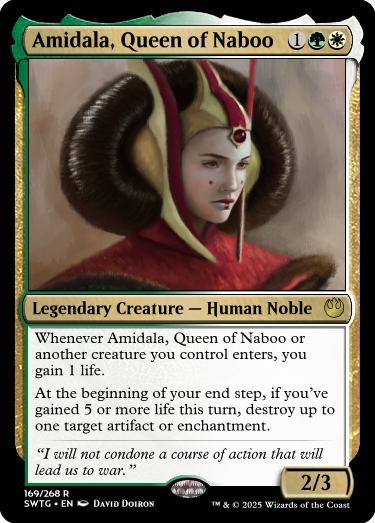 Amidala, Queen of Naboo 1
Legendary Creature — Human Noble
Whenever Amidala, Queen of Naboo or
another creature you control enters, you
gain 1 life.
At the beginning of your end step, if you’ve
gained 5 or more life this turn, destroy up to
one target artifact or enchantment.
“I will not condone a course of action that will
lead us to war.”
2/3
169/268 R
SWTG • EN DAVID DOIRON ™ & © 2025 Wizards of the Coast